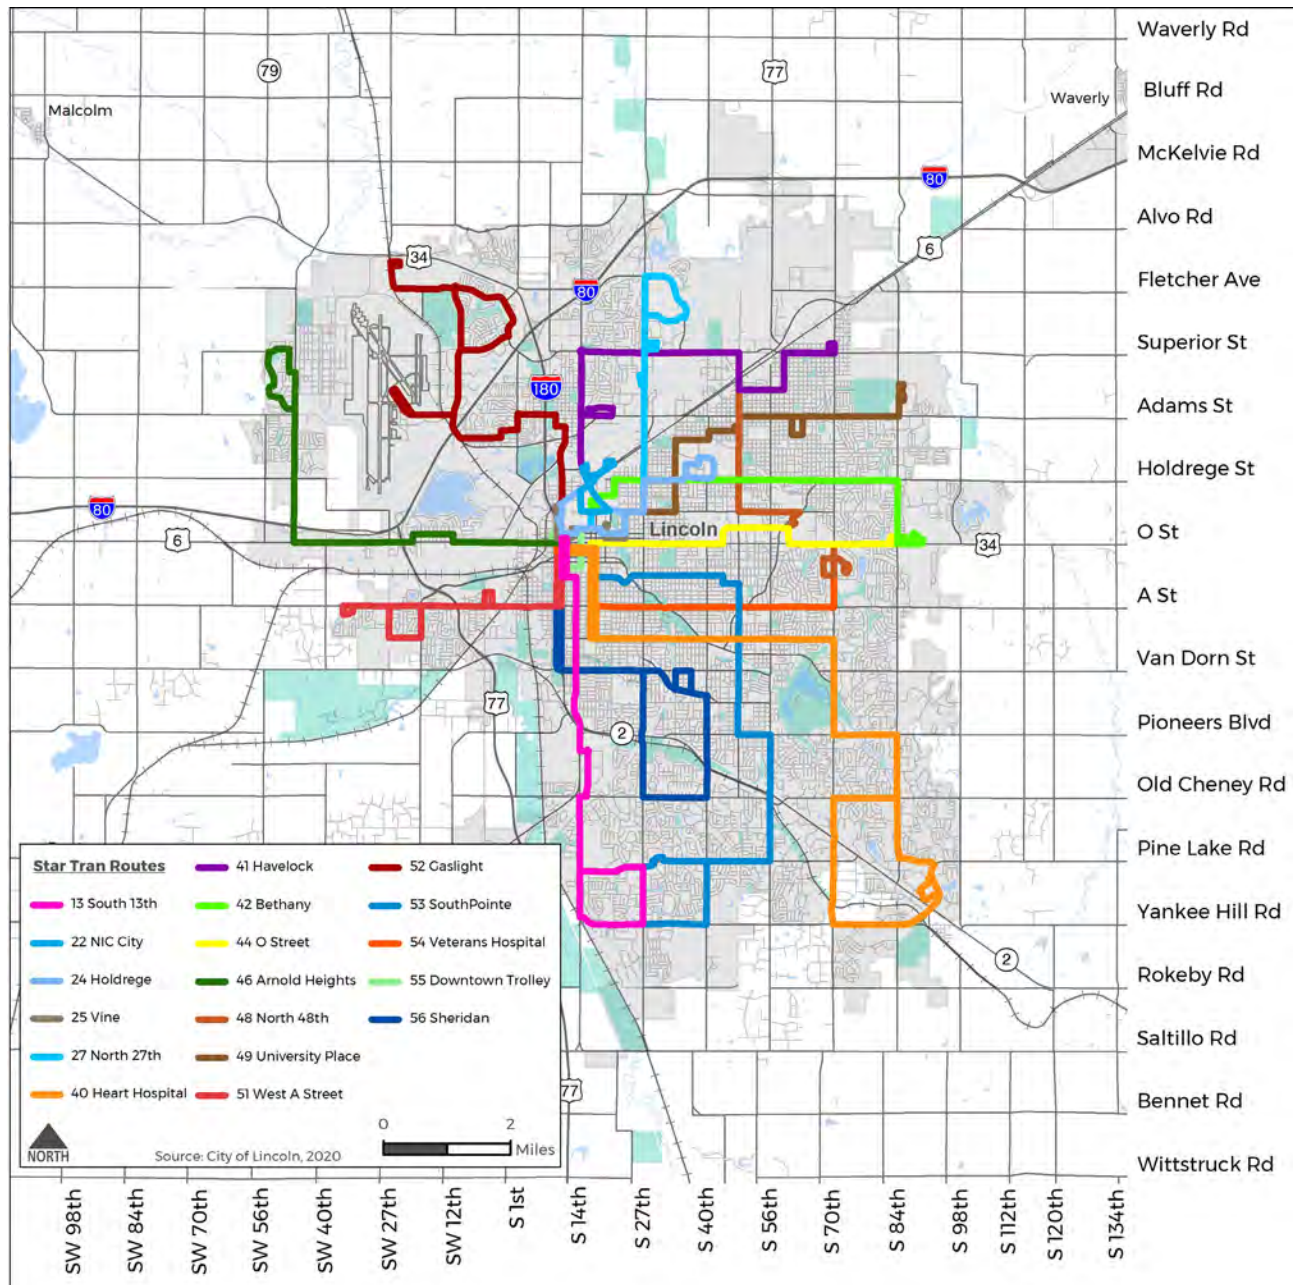 Waverly Rd
79
77
Bluff Rd
Malcolm
Waverly
McKelvie Rd
80
Alvo Rd
34
6
Fletcher Ave
80
Superior St
180
Adams St
Holdrege St
80
O St
6
Lincoln
34
A St
Van Dorn St
77
Pioneers Blvd
2
Old Cheney Rd
Pine Lake Rd
Yankee Hill Rd
2
Rokeby Rd
Saltillo Rd
77
Bennet Rd
Wittstruck Rd
Star Tran Routes
13 South 13th
22 NIC City
24 Holdrege
25 Vine
27 North 27th
40 Heart Hospital
41 Havelock
42 Bethany
44 O Street
46 Arnold Heights
48 North 48th
49 University Place
51 West A Street
52 Gaslight
53 SouthPointe
54 Veterans Hospital
55 Downtown Trolley
56 Sheridan
0 2
Miles
NORTH
Source: City of Lincoln, 2020
SW 98th
SW 84th
SW 70th
SW 56th
SW 40th
SW 27th
SW 12th
S 1st
S 14th
S 27th
S 40th
S 56th
S 70th
S 84th
S 98th
S 112th
S 120th
S 134th